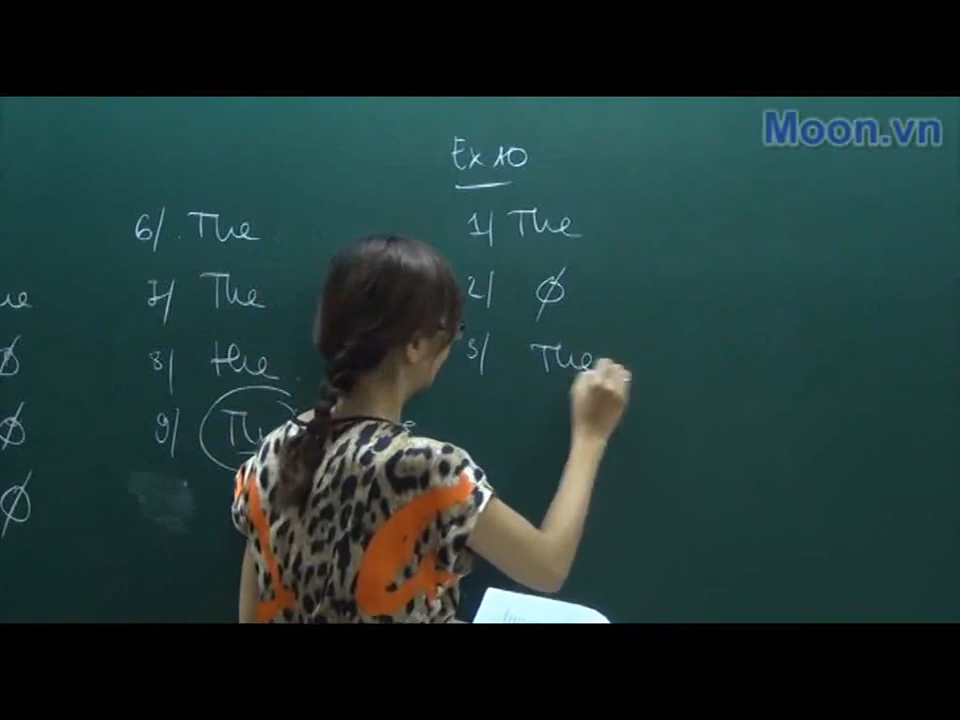 Moon.vn
Ex 10
6/ The
7/ The
8/ the
9/
Ø
Ø
Ø
1/ The
2/ Ø
3/ The